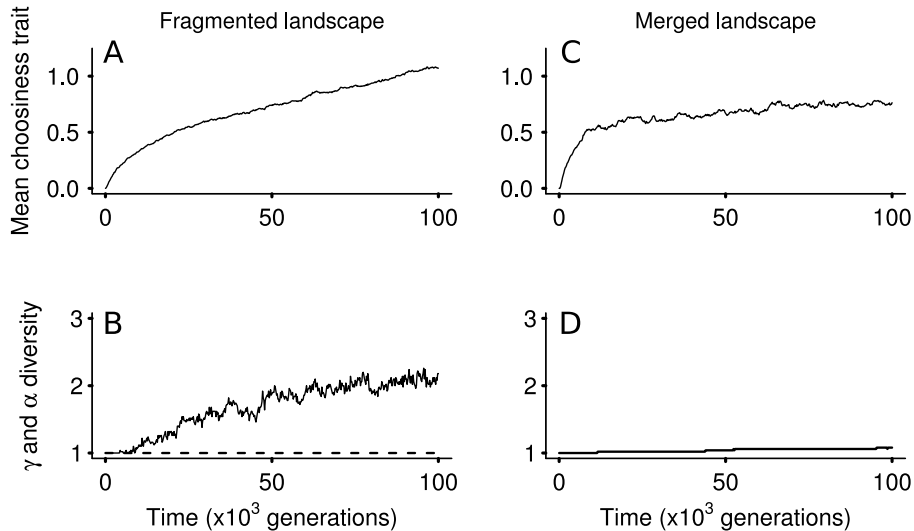 Fragmented landscape
Merged landscape
A
C
Mean choosiness trait
1.0
0.5
0.0
1.0
0.5
0.0
0 50 100
0 50 100
B
D
γ and α diversity
3
2
1
3
2
1
0 50 100
0 50 100
Time (x10³ generations)
Time (x10³ generations)